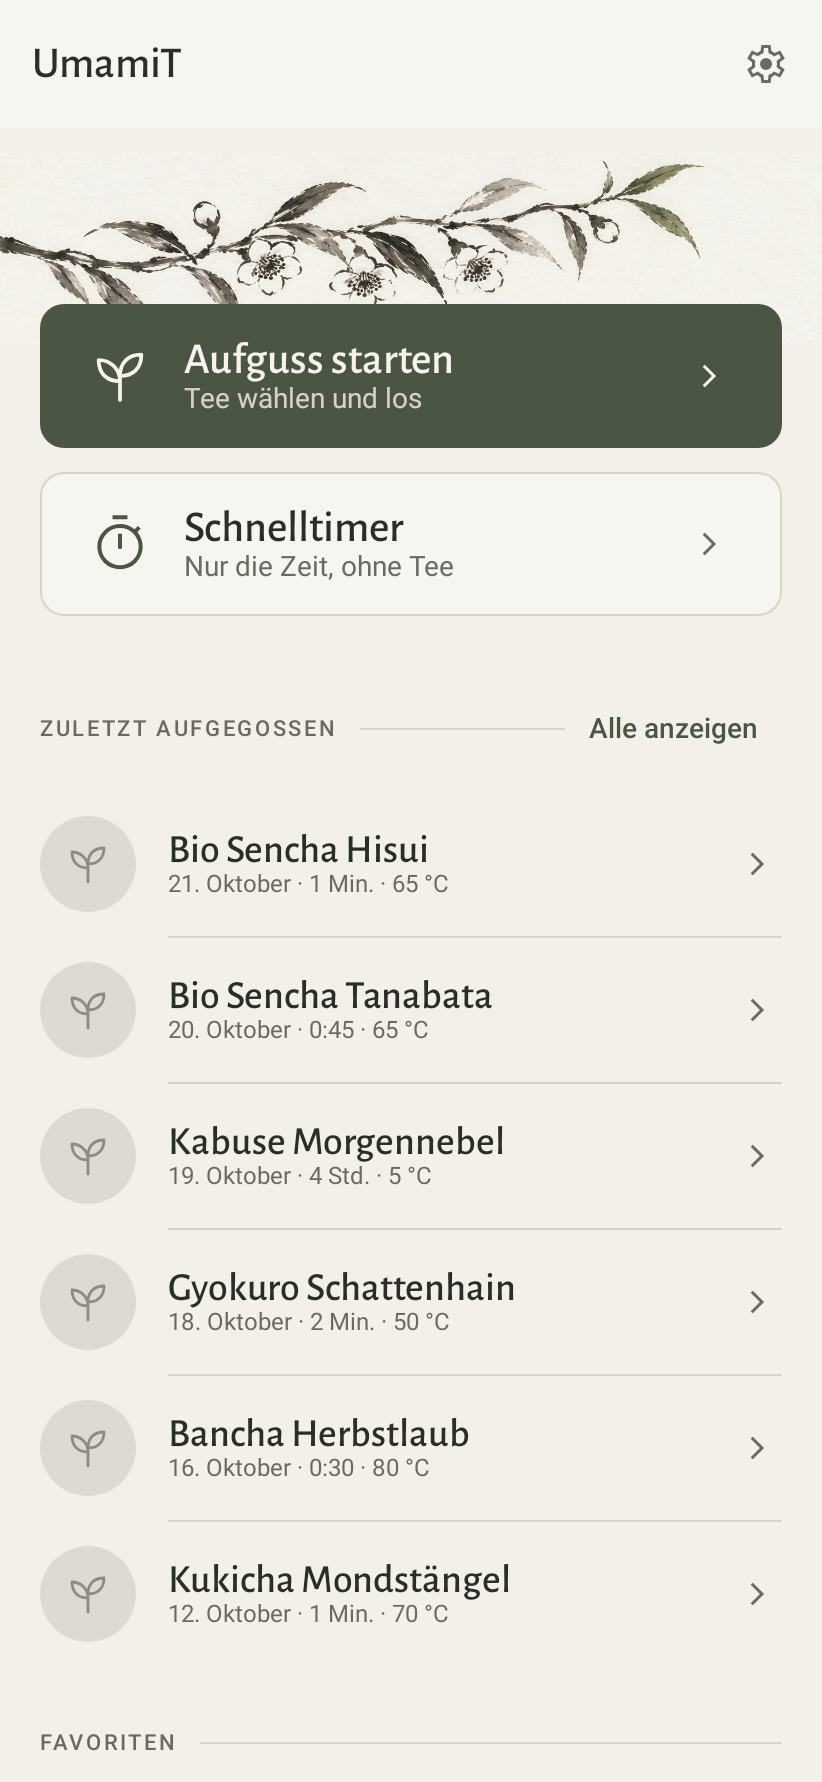 UmamiT
Aufguss starten
Tee wählen und los
Schnelltimer
Nur die Zeit, ohne Tee
ZULETZT AUFGEGOSSEN
Alle anzeigen
Bio Sencha Hisui
21. Oktober · 1 Min. · 65 °C
Bio Sencha Tanabata
20. Oktober · 0:45 · 65 °C
Kabuse Morgennebel
19. Oktober · 4 Std. · 5 °C
Gyokuro Schattenhain
18. Oktober · 2 Min. · 50 °C
Bancha Herbstlaub
16. Oktober · 0:30 · 80 °C
Kukicha Mondstängel
12. Oktober · 1 Min. · 70 °C
FAVORITEN